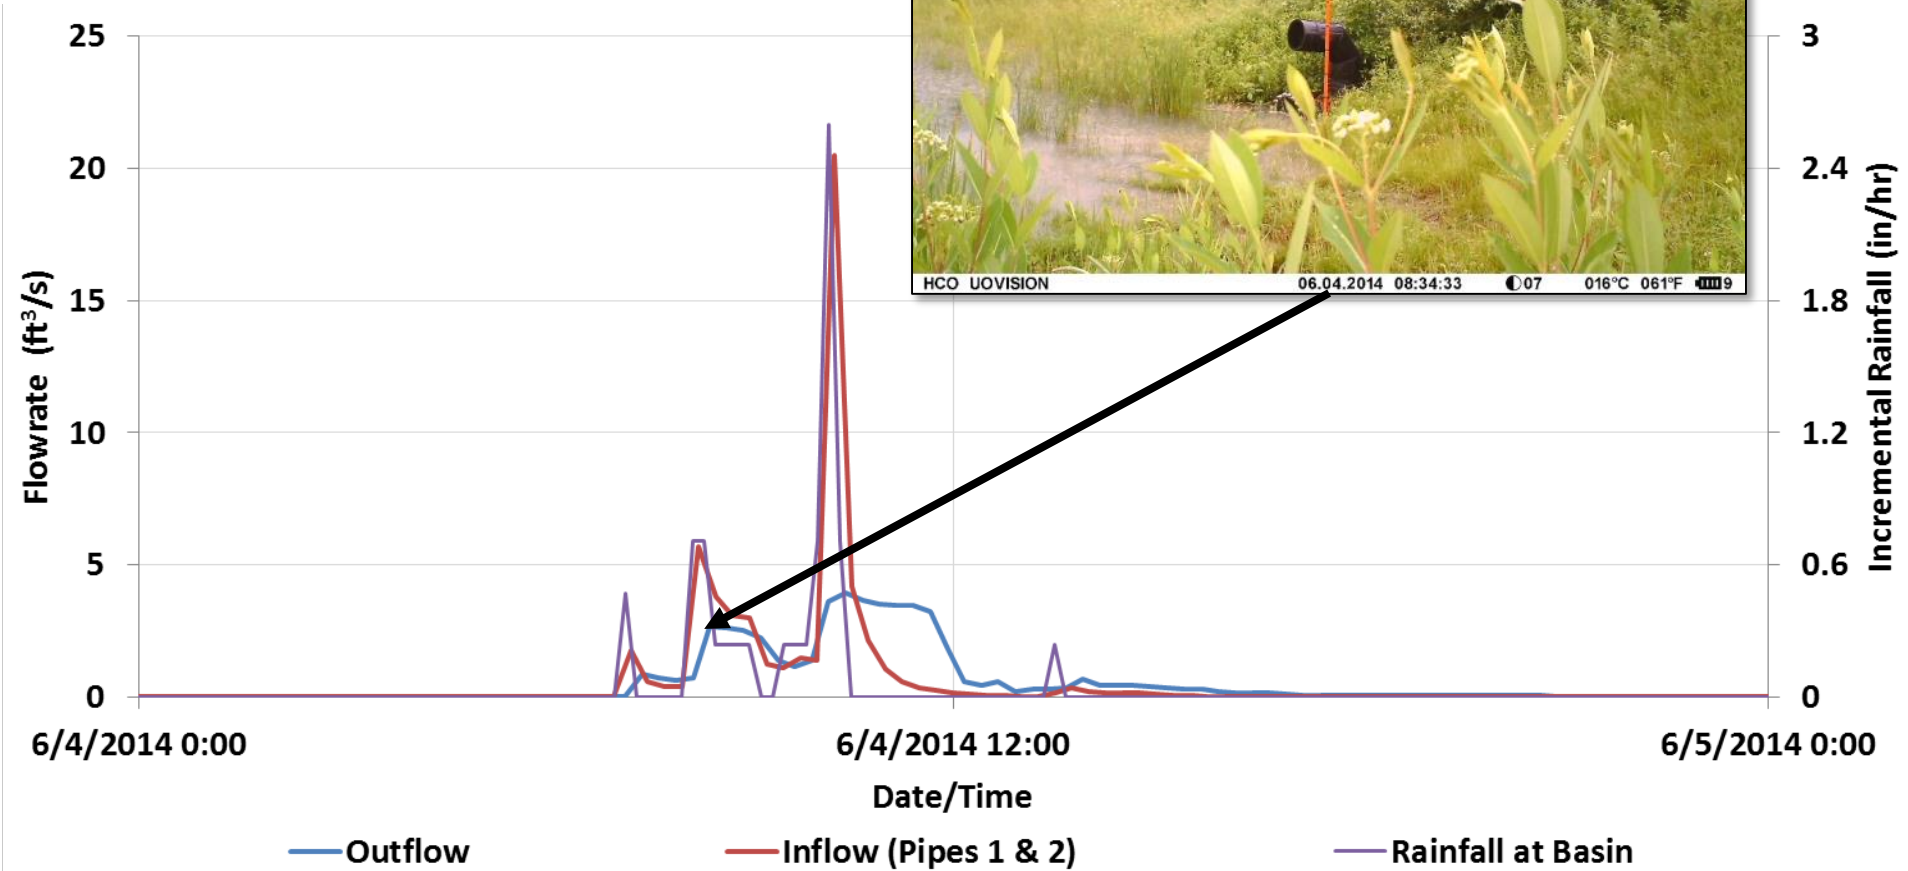 25
20
15
10
5
0
3
2.4
1.8
1.2
0.6
0
Flowrate (ft³/s)
Incremental Rainfall (in/hr)
HCO UOVISION 06.04.2014 08:34:33 07 016°C 061°F 9
6/4/2014 0:00 6/4/2014 12:00 6/5/2014 0:00
Date/Time
Outflow Inflow (Pipes 1 & 2) Rainfall at Basin